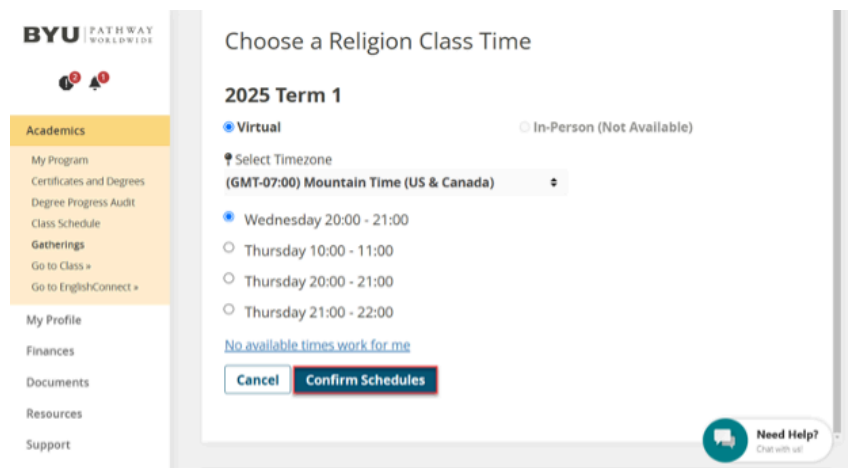 BYU PATHWAY WORLDWIDE
2 1
Academics
My Program
Certificates and Degrees
Degree Progress Audit
Class Schedule
Gatherings
Go to Class »
Go to EnglishConnect »
My Profile
Finances
Documents
Resources
Support
Choose a Religion Class Time
2025 Term 1
Virtual In-Person (Not Available)
Select Timezone
(GMT-07:00) Mountain Time (US & Canada)
Wednesday 20:00 - 21:00
Thursday 10:00 - 11:00
Thursday 20:00 - 21:00
Thursday 21:00 - 22:00
No available times work for me
Cancel Confirm Schedules
Need Help?
Chat with us!